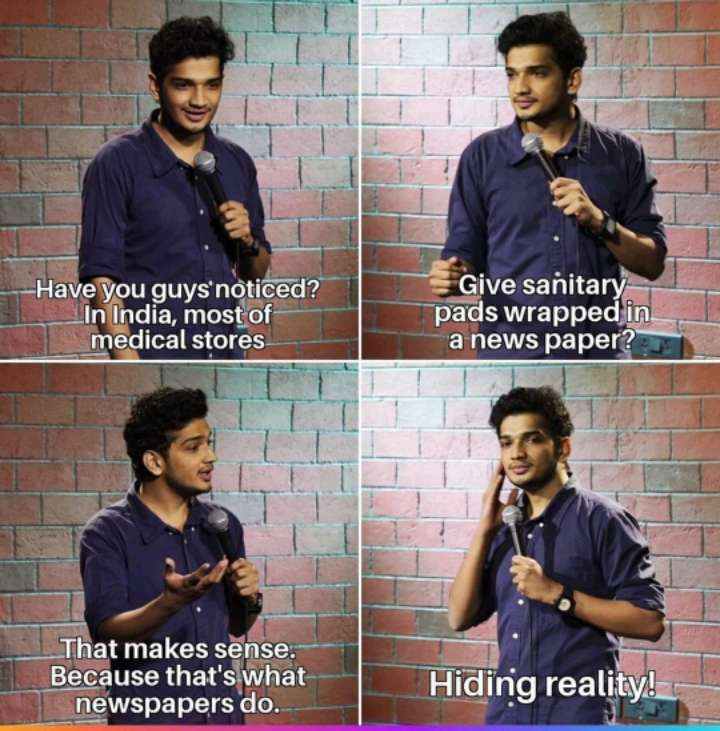 Have you guys noticed?
In India, most of
medical stores
Give sanitary
pads wrapped in
a news paper?
That makes sense.
Because that's what
newspapers do.
Hiding reality!